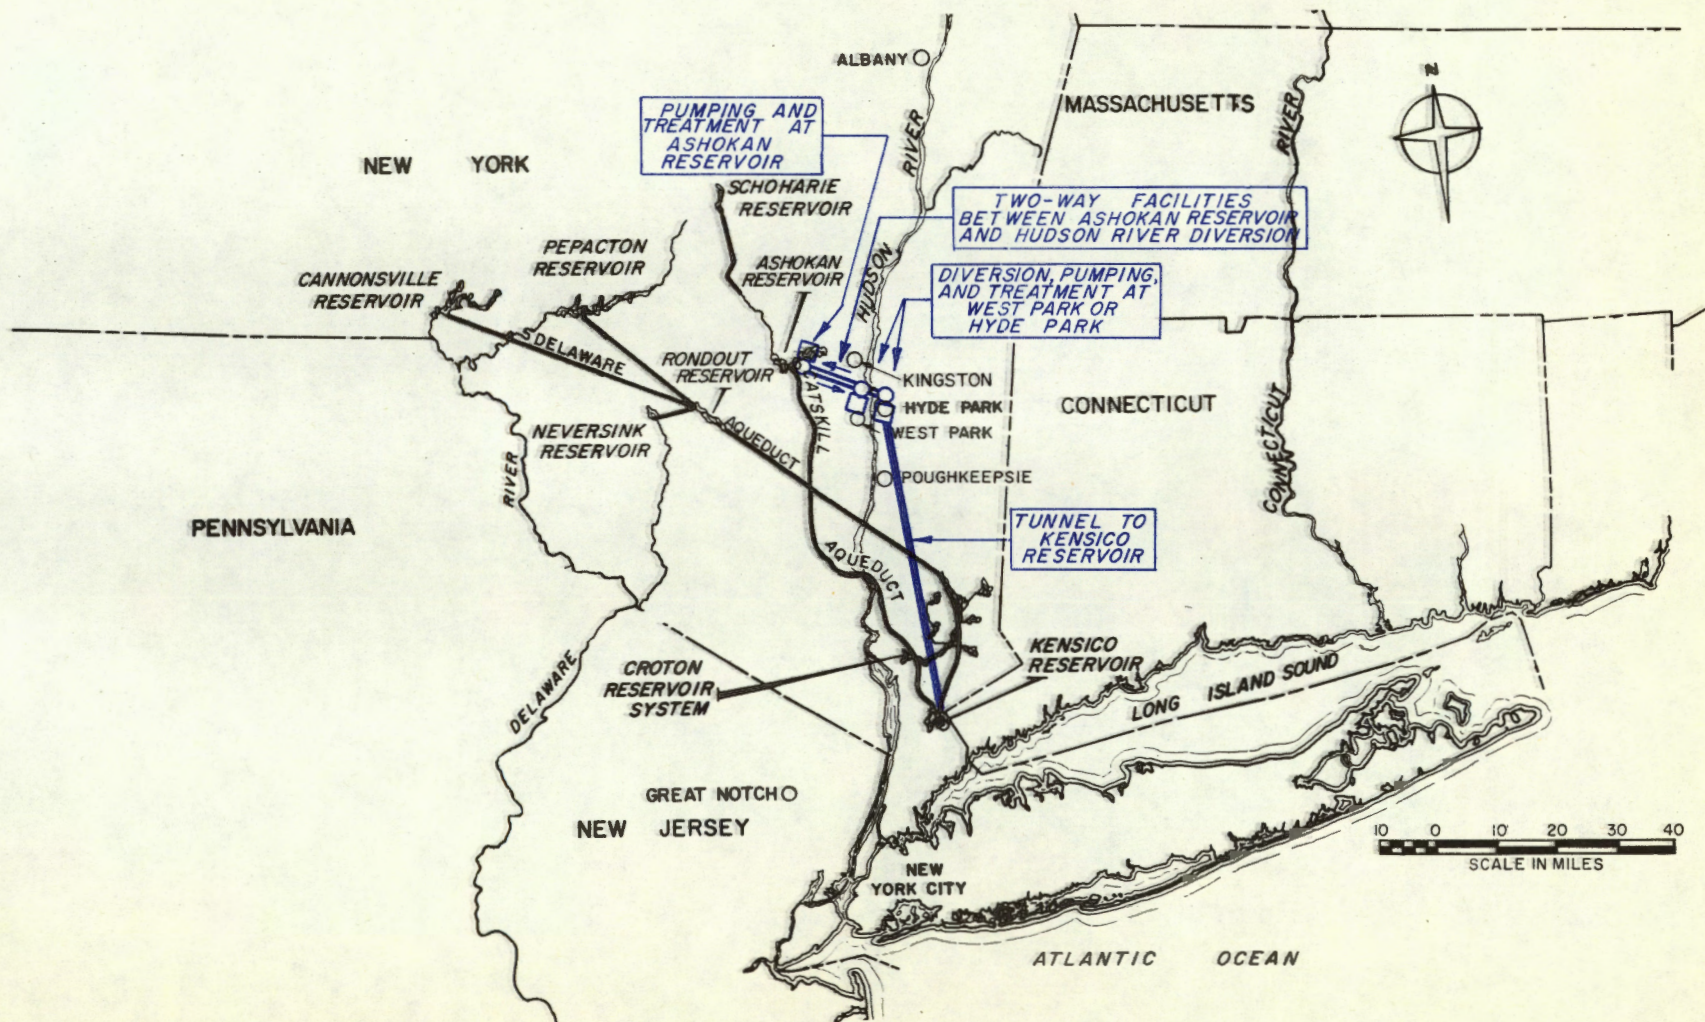 ALBANY
MASSACHUSETTS
N
PUMPING AND
TREATMENT AT
ASHOKAN
RESERVOIR
RIVER
RIVER
NEW YORK
SCHOHARIE
RESERVOIR
TWO-WAY FACILITIES
BETWEEN ASHOKAN RESERVOIR
AND HUDSON RIVER DIVERSION
PEPACTON
RESERVOIR
CANNONSVILLE
RESERVOIR
ASHOKAN
RESERVOIR
HUDSON
DIVERSION, PUMPING,
AND TREATMENT AT
WEST PARK OR
HYDE PARK
DELAWARE
RONDOUT
RESERVOIR
KINGSTON
CATSKILL
HYDE PARK
CONNECTICUT
WEST PARK
NEVERSINK
RESERVOIR
AQUEDUCT
CONNECTICUT
RIVER
POUGHKEEPSIE
PENNSYLVANIA
TUNNEL TO
KENSICO
RESERVOIR
AQUEDUCT
KENSICO
RESERVOIR
CROTON
RESERVOIR
SYSTEM
DELAWARE
LONG ISLAND SOUND
GREAT NOTCH
NEW JERSEY
10 0 10 20 30 40
SCALE IN MILES
NEW
YORK CITY
ATLANTIC OCEAN